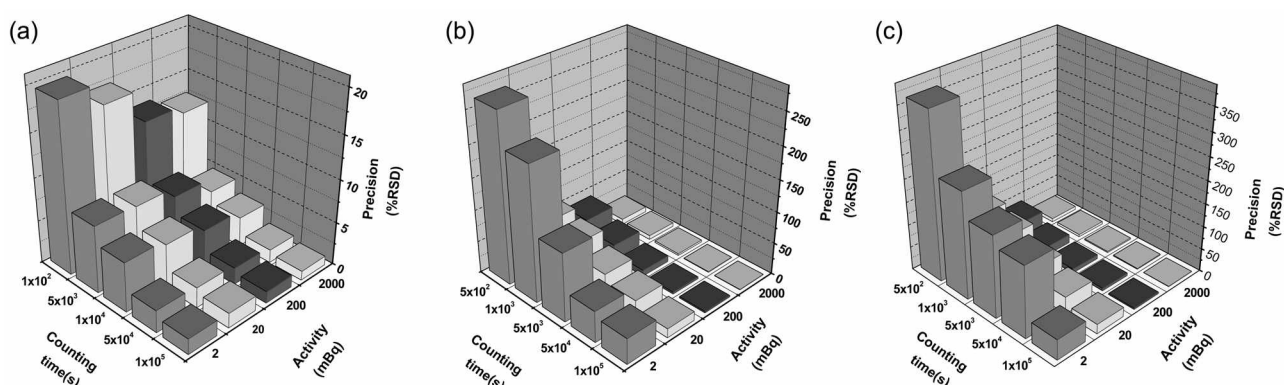 (a)
20
15
10
5
0
Precision
(%RSD)
1x10²
5x10³
1x10⁴
5x10⁴
1x10⁵
Counting
time(s)
2
20
200
2000
Activity
(mBq)
(b)
250
200
150
100
50
0
Precision
(%RSD)
5x10²
1x10³
5x10³
5x10⁴
1x10⁵
Counting
time(s)
2
20
200
2000
Activity
(mBq)
(c)
350
300
250
200
150
100
50
0
Precision
(%RSD)
5x10²
1x10³
5x10³
5x10⁴
1x10⁵
Counting
time(s)
2
20
200
2000
Activity
(mBq)